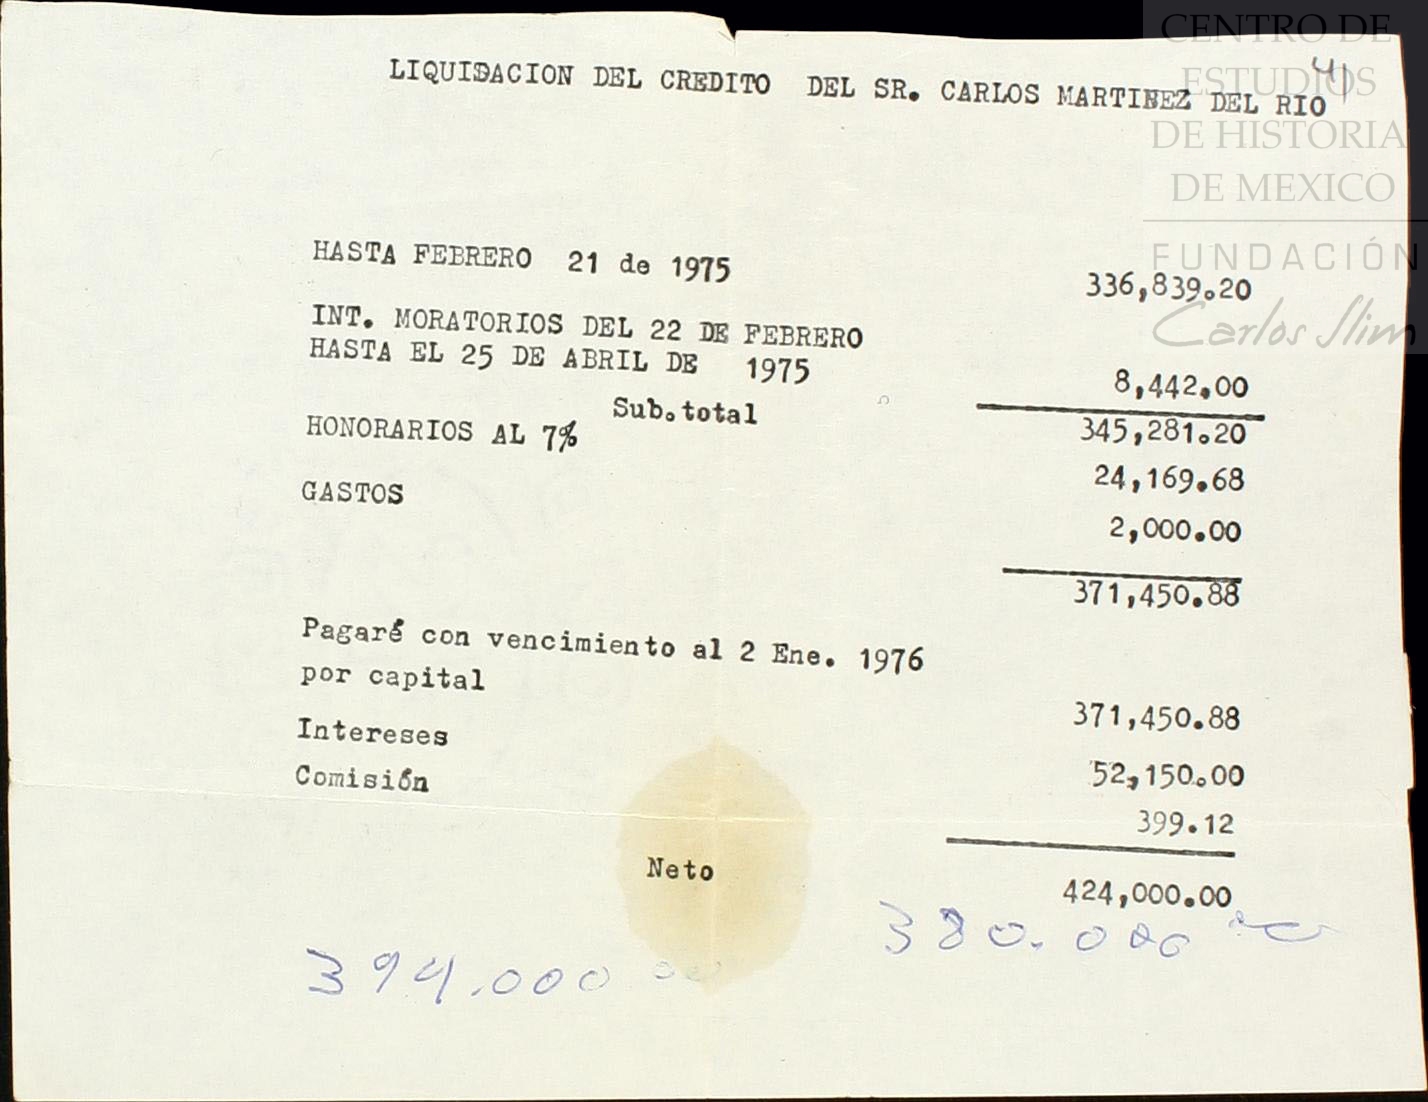 CENTRO DE
ESTUDIOS
DE HISTORIA
DE MEXICO
FUNDACIÓN
Carlos Slim
41
LIQUIDACION DEL CREDITO DEL SR. CARLOS MARTINEZ DEL RIO
HASTA FEBRERO 21 de 1975 336,839.20
INT. MORATORIOS DEL 22 DE FEBRERO
HASTA EL 25 DE ABRIL DE 1975 8,442.00
Sub.total 345,281.20
HONORARIOS AL 7% 24,169.68
GASTOS 2,000.00
371,450.88
Pagaré con vencimiento al 2 Ene. 1976
por capital 371,450.88
Intereses 52,150.00
Comisión 399.12
Neto 424,000.00
380.000
394.000 00